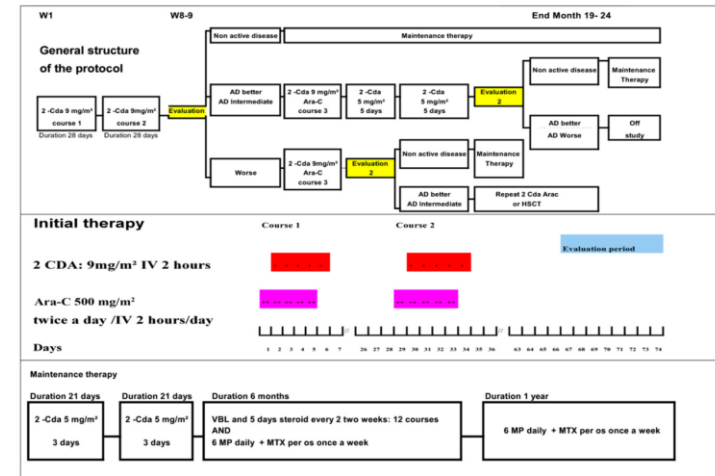 W1 W8-9 End Month 19- 24
General structure
of the protocol
Non active disease
Maintenance therapy
2 -Cda 9 mg/m²
course 1
Duration 28 days
2 -Cda 9mg/m²
course 2
Duration 28 days
Evaluation
AD better
AD Intermediate
2 -Cda 9 mg/m²
Ara-C
course 3
2 -Cda
5 mg/m²
5 days
2 -Cda
5 mg/m²
5 days
Evaluation
2
Non active disease
Maintenance
Therapy
AD better
AD Worse
Off
study
Worse
2 -Cda 9mg/m²
Ara-C
course 3
Evaluation
2
Non active disease
Maintenance
Therapy
AD better
AD Intermediate
Repeat 2 Cda Arac
or HSCT
Initial therapy
Course 1 Course 2
Evaluation period
2 CDA: 9mg/m² IV 2 hours
Ara-C 500 mg/m²
twice a day /IV 2 hours/day
Days 1 2 3 4 5 6 7 26 27 28 29 30 31 32 33 34 35 36 63 64 65 66 67 68 69 70 71 72 73 74
Maintenance therapy
Duration 21 days
2 -Cda 5 mg/m²
3 days
Duration 21 days
2 -Cda 5 mg/m²
3 days
Duration 6 months
VBL and 5 days steroid every 2 two weeks: 12 courses
AND
6 MP daily + MTX per os once a week
Duration 1 year
6 MP daily + MTX per os once a week